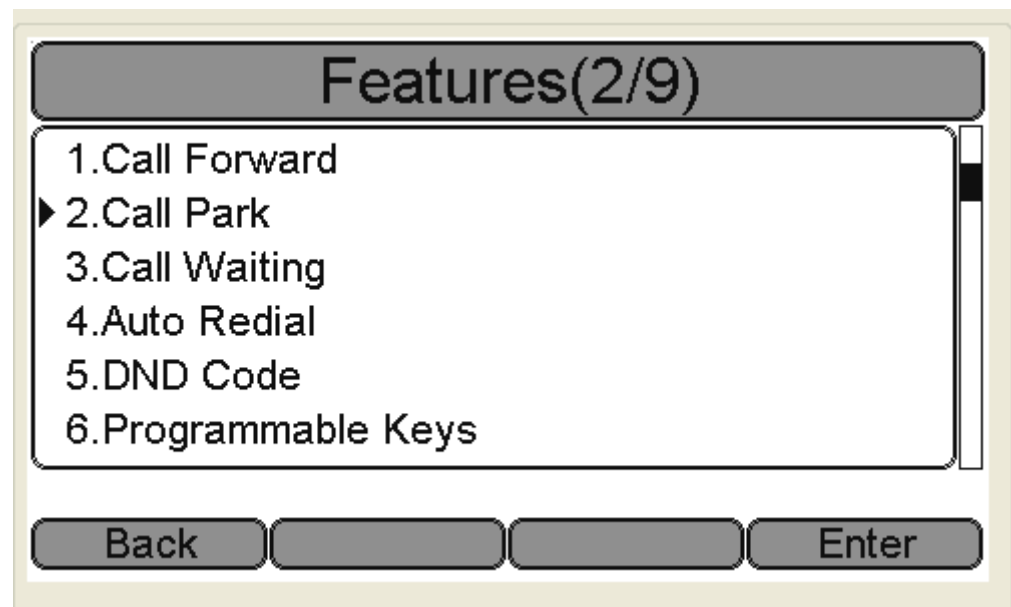 Features(2/9)
1.Call Forward
2.Call Park
3.Call Waiting
4.Auto Redial
5.DND Code
6.Programmable Keys
Back Enter